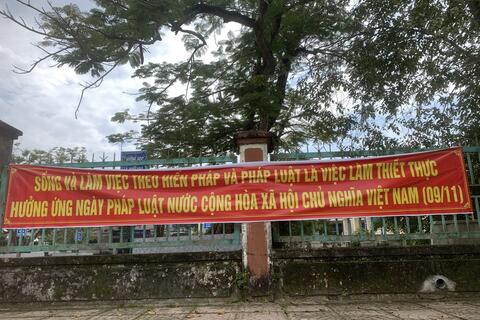 SỐNG VÀ LÀM VIỆC THEO HIẾN PHÁP VÀ PHÁP LUẬT LÀ VIỆC LÀM THIẾT THỰC
HƯỞNG ỨNG NGÀY PHÁP LUẬT NƯỚC CỘNG HÒA XÃ HỘI CHỦ NGHĨA VIỆT NAM (09/11)